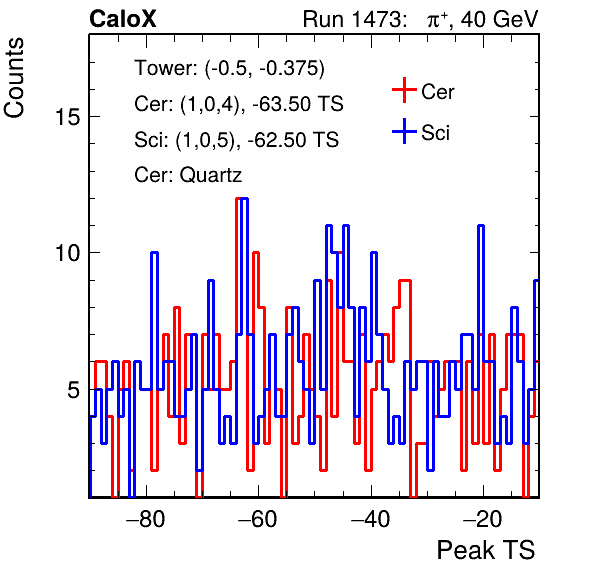 CaloX Run 1473: π⁺, 40 GeV
Counts
Tower: (-0.5, -0.375)
Cer: (1,0,4), -63.50 TS
Sci: (1,0,5), -62.50 TS
Cer: Quartz
Cer
Sci
15
10
5
−80 −60 −40 −20
Peak TS